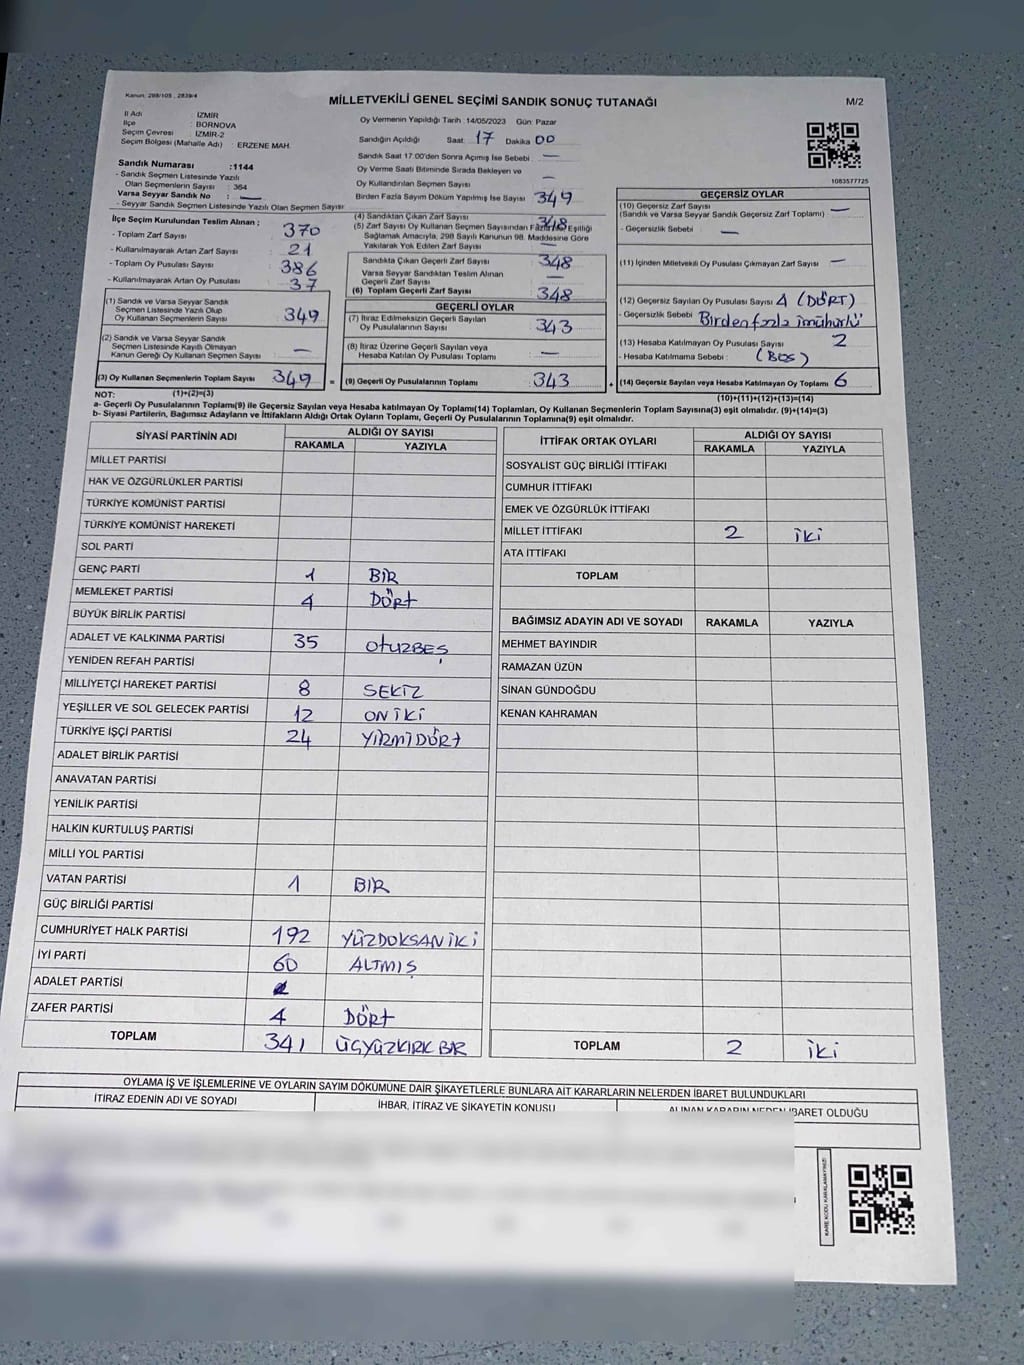 Kanun: 298/105 , 2839/4
MİLLETVEKİLİ GENEL SEÇİMİ SANDIK SONUÇ TUTANAĞI
M/2
İl Adı : İZMİR
İlçe : BORNOVA
Seçim Çevresi : İZMİR-2
Seçim Bölgesi (Mahalle Adı) : ERZENE MAH.
Oy Vermenin Yapıldığı Tarih :14/05/2023 Gün: Pazar
Sandığın Açıldığı Saat: 17 Dakika 00
Sandık Saat 17:00'den Sonra Açılmış İse Sebebi : —
Oy Verme Saati Bitiminde Sırada Bekleyen ve
Oy Kullandırılan Seçmen Sayısı —
Birden Fazla Sayım Döküm Yapılmış İse Sayısı 349
1083577725
Sandık Numarası :1144
- Sandık Seçmen Listesinde Yazılı
Olan Seçmenlerin Sayısı : 364
Varsa Seyyar Sandık No : —
- Seyyar Sandık Seçmen Listesinde Yazılı Olan Seçmen Sayısı:
İlçe Seçim Kurulundan Teslim Alınan ;
- Toplam Zarf Sayısı 370
- Kullanılmayarak Artan Zarf Sayısı 21
- Toplam Oy Pusulası Sayısı 386
- Kullanılmayarak Artan Oy Pusulası 37
(1) Sandık ve Varsa Seyyar Sandık
Seçmen Listesinde Yazılı Olup
Oy Kullanan Seçmenlerin Sayısı 349
(2) Sandık ve Varsa Seyyar Sandık
Seçmen Listesinde Kayıtlı Olmayan
Kanun Gereği Oy Kullanan Seçmen Sayısı —
(3) Oy Kullanan Seçmenlerin Toplam Sayısı 349 =
(1)+(2)=(3)
(4) Sandıktan Çıkan Zarf Sayısı 348
(5) Zarf Sayısı Oy Kullanan Seçmen Sayısından Fazla İse Eşitliği
Sağlamak Amacıyla, 298 Sayılı Kanunun 98. Maddesine Göre
Yakılarak Yok Edilen Zarf Sayısı —
Sandıkta Çıkan Geçerli Zarf Sayısı 348
Varsa Seyyar Sandıktan Teslim Alınan
Geçerli Zarf Sayısı —
(6) Toplam Geçerli Zarf Sayısı 348
GEÇERLİ OYLAR
(7) İtiraz Edilmeksizin Geçerli Sayılan
Oy Pusulalarının Sayısı 343
(8) İtiraz Üzerine Geçerli Sayılan veya
Hesaba Katılan Oy Pusulası Toplamı —
(9) Geçerli Oy Pusulalarının Toplamı 343 +
GEÇERSİZ OYLAR
(10) Geçersiz Zarf Sayısı
(Sandık ve Varsa Seyyar Sandık Geçersiz Zarf Toplamı) —
- Geçersizlik Sebebi : —
(11) İçinden Milletvekili Oy Pusulası Çıkmayan Zarf Sayısı —
(12) Geçersiz Sayılan Oy Pusulası Sayısı 4 (DÖRT)
- Geçersizlik Sebebi : Birden fazla mühürlü
(13) Hesaba Katılmayan Oy Pusulası Sayısı 2
- Hesaba Katılmama Sebebi : (BOŞ)
(14) Geçersiz Sayılan veya Hesaba Katılmayan Oy Toplamı 6
(10)+(11)+(12)+(13)=(14)
NOT:
a- Geçerli Oy Pusulalarının Toplamı(9) ile Geçersiz Sayılan veya Hesaba katılmayan Oy Toplamı(14) Toplamları, Oy Kullanan Seçmenlerin Toplam Sayısına(3) eşit olmalıdır. (9)+(14)=(3)
b- Siyasi Partilerin, Bağımsız Adayların ve İttifakların Aldığı Ortak Oyların Toplamı, Geçerli Oy Pusulalarının Toplamına(9) eşit olmalıdır.
SİYASİ PARTİNİN ADI ALDIĞI OY SAYISI
RAKAMLA YAZIYLA
MİLLET PARTİSİ
HAK VE ÖZGÜRLÜKLER PARTİSİ
TÜRKİYE KOMÜNİST PARTİSİ
TÜRKİYE KOMÜNİST HAREKETİ
SOL PARTİ
GENÇ PARTİ 1 BİR
MEMLEKET PARTİSİ 4 DÖRT
BÜYÜK BİRLİK PARTİSİ
ADALET VE KALKINMA PARTİSİ 35 OTUZBEŞ
YENİDEN REFAH PARTİSİ
MİLLİYETÇİ HAREKET PARTİSİ 8 SEKİZ
YEŞİLLER VE SOL GELECEK PARTİSİ 12 ON İKİ
TÜRKİYE İŞÇİ PARTİSİ 24 YİRMİDÖRT
ADALET BİRLİK PARTİSİ
ANAVATAN PARTİSİ
YENİLİK PARTİSİ
HALKIN KURTULUŞ PARTİSİ
MİLLİ YOL PARTİSİ
VATAN PARTİSİ 1 BİR
GÜÇ BİRLİĞİ PARTİSİ
CUMHURİYET HALK PARTİSİ 192 YÜZDOKSAN İKİ
İYİ PARTİ 60 ALTMIŞ
ADALET PARTİSİ
ZAFER PARTİSİ 4 DÖRT
TOPLAM 341 ÜÇYÜZKIRK BİR
İTTİFAK ORTAK OYLARI ALDIĞI OY SAYISI
RAKAMLA YAZIYLA
SOSYALİST GÜÇ BİRLİĞİ İTTİFAKI
CUMHUR İTTİFAKI
EMEK VE ÖZGÜRLÜK İTTİFAKI
MİLLET İTTİFAKI 2 İKİ
ATA İTTİFAKI
TOPLAM
BAĞIMSIZ ADAYIN ADI VE SOYADI RAKAMLA YAZIYLA
MEHMET BAYINDIR
RAMAZAN ÜZÜN
SİNAN GÜNDOĞDU
KENAN KAHRAMAN
TOPLAM 2 İKİ
OYLAMA İŞ VE İŞLEMLERİNE VE OYLARIN SAYIM DÖKÜMÜNE DAİR ŞİKAYETLERLE BUNLARA AİT KARARLARIN NELERDEN İBARET BULUNDUKLARI
İTİRAZ EDENİN ADI VE SOYADI İHBAR, İTİRAZ VE ŞİKAYETİN KONUSU ALINAN KARARIN NEDEN İBARET OLDUĞU
KARE KODU KARALAMAYINIZ!